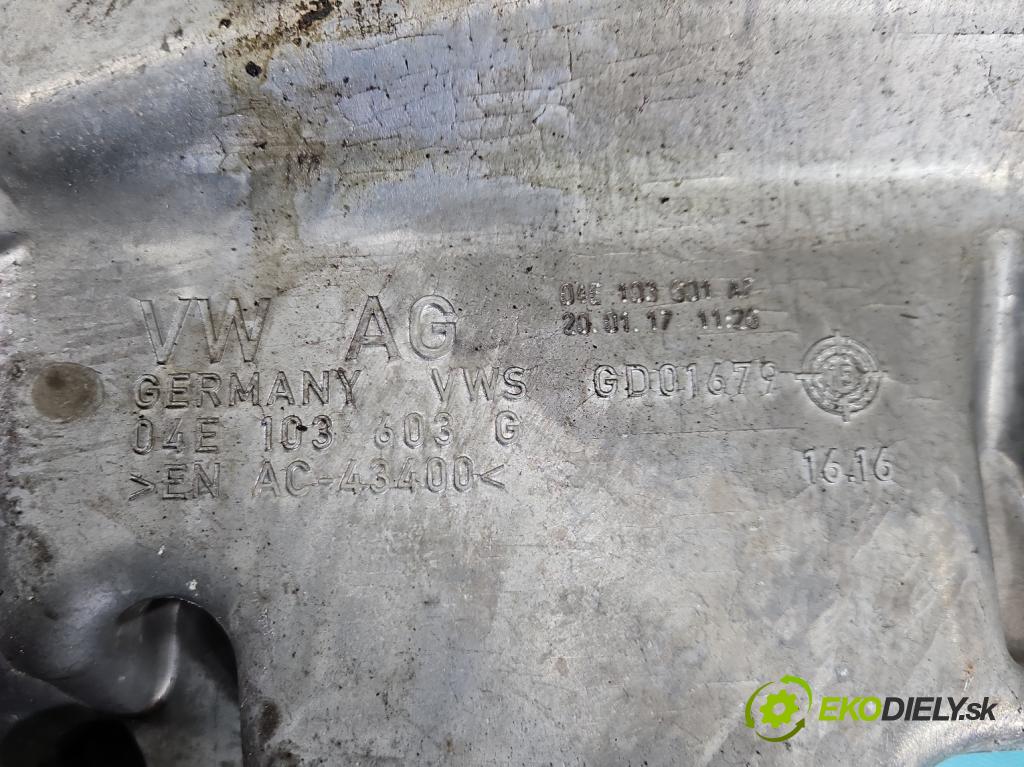 04E 103 601 AF
20.01.17 11:26
VW AG
GERMANY VWS GD01679
04E 103 603 G
>EN AC-43400<
16.16
EKODIELY.sk